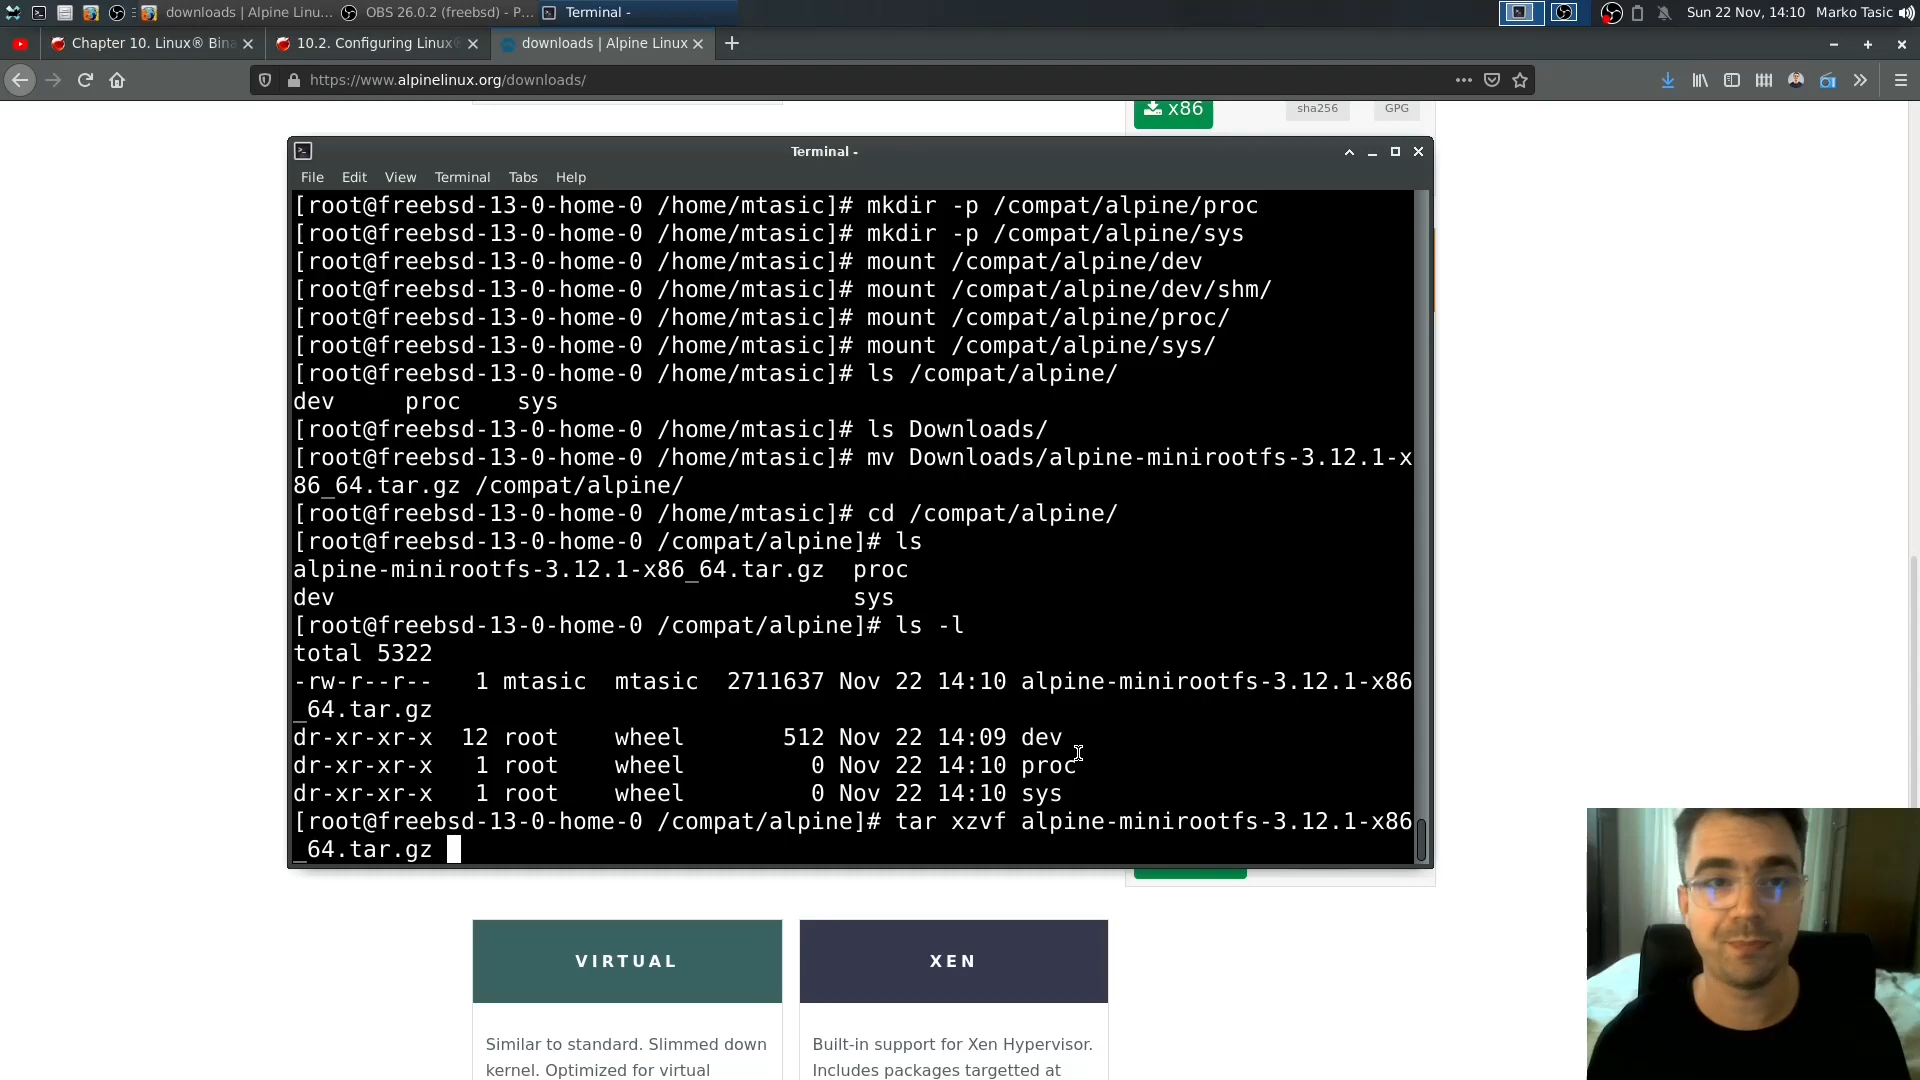 downloads | Alpine Linu...
OBS 26.0.2 (freebsd) - P...
Terminal -
Sun 22 Nov, 14:10
Marko Tasic
Chapter 10. Linux® Bina
10.2. Configuring Linux®
downloads | Alpine Linux
https://www.alpinelinux.org/downloads/
x86
sha256
GPG
Terminal -
File Edit View Terminal Tabs Help
[root@freebsd-13-0-home-0 /home/mtasic]# mkdir -p /compat/alpine/proc
[root@freebsd-13-0-home-0 /home/mtasic]# mkdir -p /compat/alpine/sys
[root@freebsd-13-0-home-0 /home/mtasic]# mount /compat/alpine/dev
[root@freebsd-13-0-home-0 /home/mtasic]# mount /compat/alpine/dev/shm/
[root@freebsd-13-0-home-0 /home/mtasic]# mount /compat/alpine/proc/
[root@freebsd-13-0-home-0 /home/mtasic]# mount /compat/alpine/sys/
[root@freebsd-13-0-home-0 /home/mtasic]# ls /compat/alpine/
dev     proc    sys
[root@freebsd-13-0-home-0 /home/mtasic]# ls Downloads/
[root@freebsd-13-0-home-0 /home/mtasic]# mv Downloads/alpine-minirootfs-3.12.1-x
86_64.tar.gz /compat/alpine/
[root@freebsd-13-0-home-0 /home/mtasic]# cd /compat/alpine/
[root@freebsd-13-0-home-0 /compat/alpine]# ls
alpine-minirootfs-3.12.1-x86_64.tar.gz  proc
dev                                     sys
[root@freebsd-13-0-home-0 /compat/alpine]# ls -l
total 5322
-rw-r--r--   1 mtasic  mtasic  2711637 Nov 22 14:10 alpine-minirootfs-3.12.1-x86
_64.tar.gz
dr-xr-xr-x  12 root    wheel       512 Nov 22 14:09 dev
dr-xr-xr-x   1 root    wheel         0 Nov 22 14:10 proc
dr-xr-xr-x   1 root    wheel         0 Nov 22 14:10 sys
[root@freebsd-13-0-home-0 /compat/alpine]# tar xzvf alpine-minirootfs-3.12.1-x86
_64.tar.gz
VIRTUAL
XEN
Similar to standard. Slimmed down
kernel. Optimized for virtual
Built-in support for Xen Hypervisor.
Includes packages targetted at